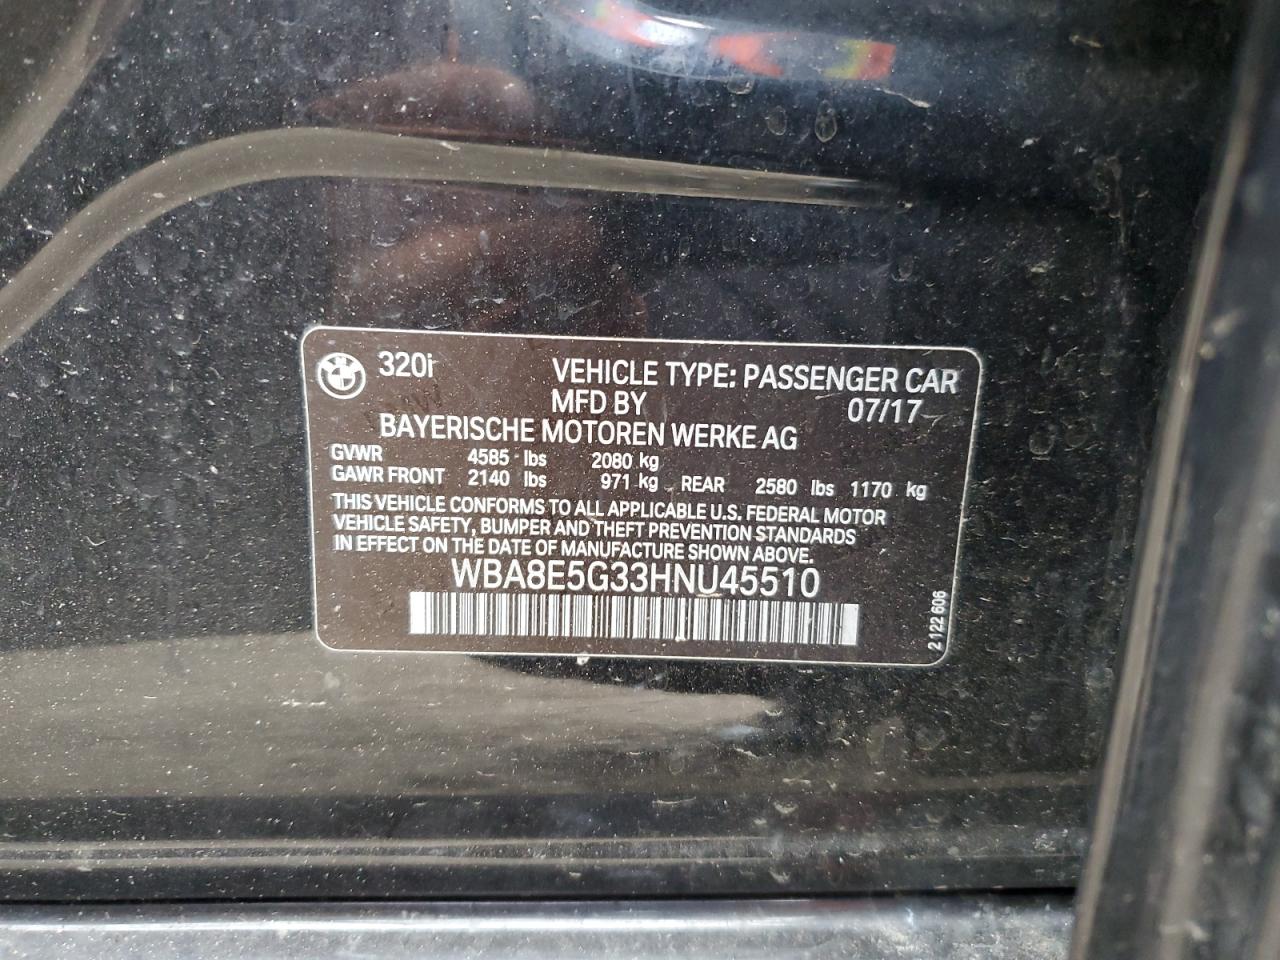 320i VEHICLE TYPE: PASSENGER CAR
MFD BY 07/17
BAYERISCHE MOTOREN WERKE AG
GVWR 4585 lbs 2080 kg
GAWR FRONT 2140 lbs 971 kg REAR 2580 lbs 1170 kg
THIS VEHICLE CONFORMS TO ALL APPLICABLE U.S. FEDERAL MOTOR
VEHICLE SAFETY, BUMPER AND THEFT PREVENTION STANDARDS
IN EFFECT ON THE DATE OF MANUFACTURE SHOWN ABOVE.
WBA8E5G33HNU45510
2 122 606